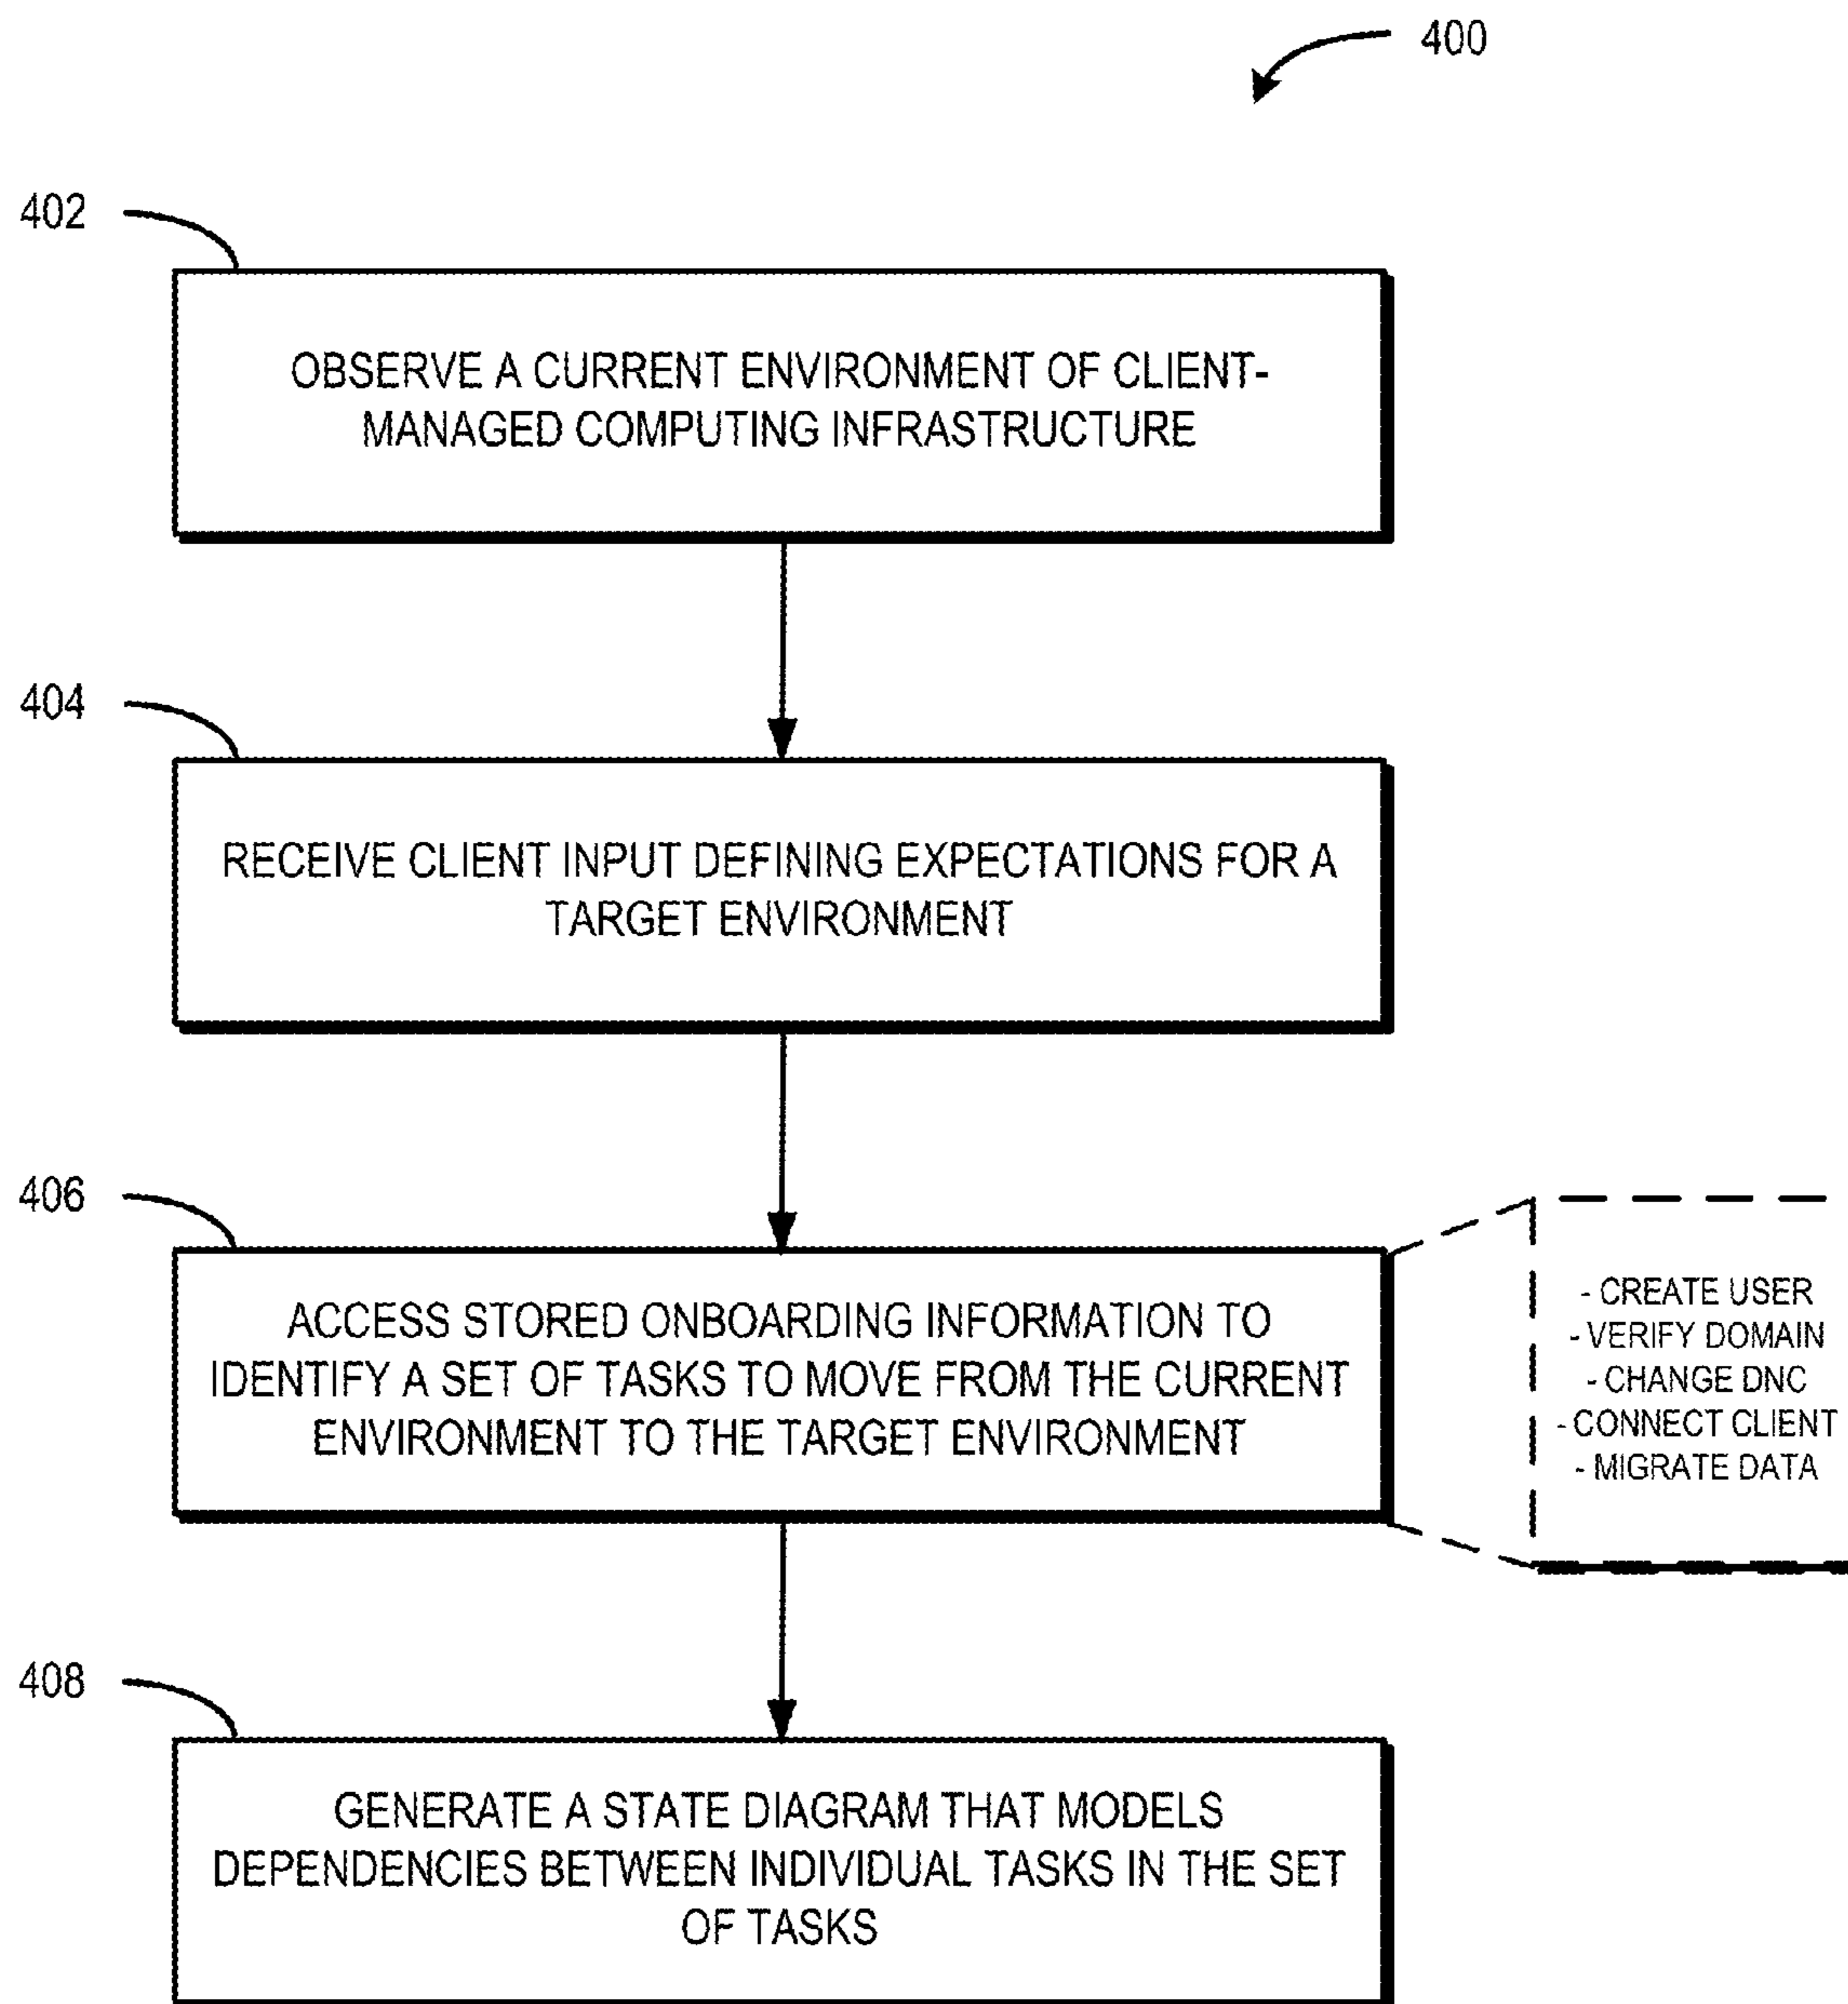 400
402
OBSERVE A CURRENT ENVIRONMENT OF CLIENT-
MANAGED COMPUTING INFRASTRUCTURE
404
RECEIVE CLIENT INPUT DEFINING EXPECTATIONS FOR A
TARGET ENVIRONMENT
406
ACCESS STORED ONBOARDING INFORMATION TO
IDENTIFY A SET OF TASKS TO MOVE FROM THE CURRENT
ENVIRONMENT TO THE TARGET ENVIRONMENT
- CREATE USER
- VERIFY DOMAIN
- CHANGE DNC
- CONNECT CLIENT
- MIGRATE DATA
408
GENERATE A STATE DIAGRAM THAT MODELS
DEPENDENCIES BETWEEN INDIVIDUAL TASKS IN THE SET
OF TASKS